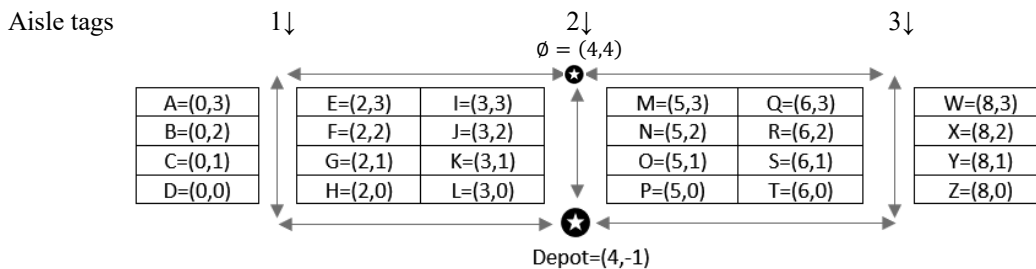 Aisle tags 1↓ 2↓ 3↓
∅ = (4,4)
A=(0,3) E=(2,3) I=(3,3) M=(5,3) Q=(6,3) W=(8,3)
B=(0,2) F=(2,2) J=(3,2) N=(5,2) R=(6,2) X=(8,2)
C=(0,1) G=(2,1) K=(3,1) O=(5,1) S=(6,1) Y=(8,1)
D=(0,0) H=(2,0) L=(3,0) P=(5,0) T=(6,0) Z=(8,0)
Depot=(4,-1)